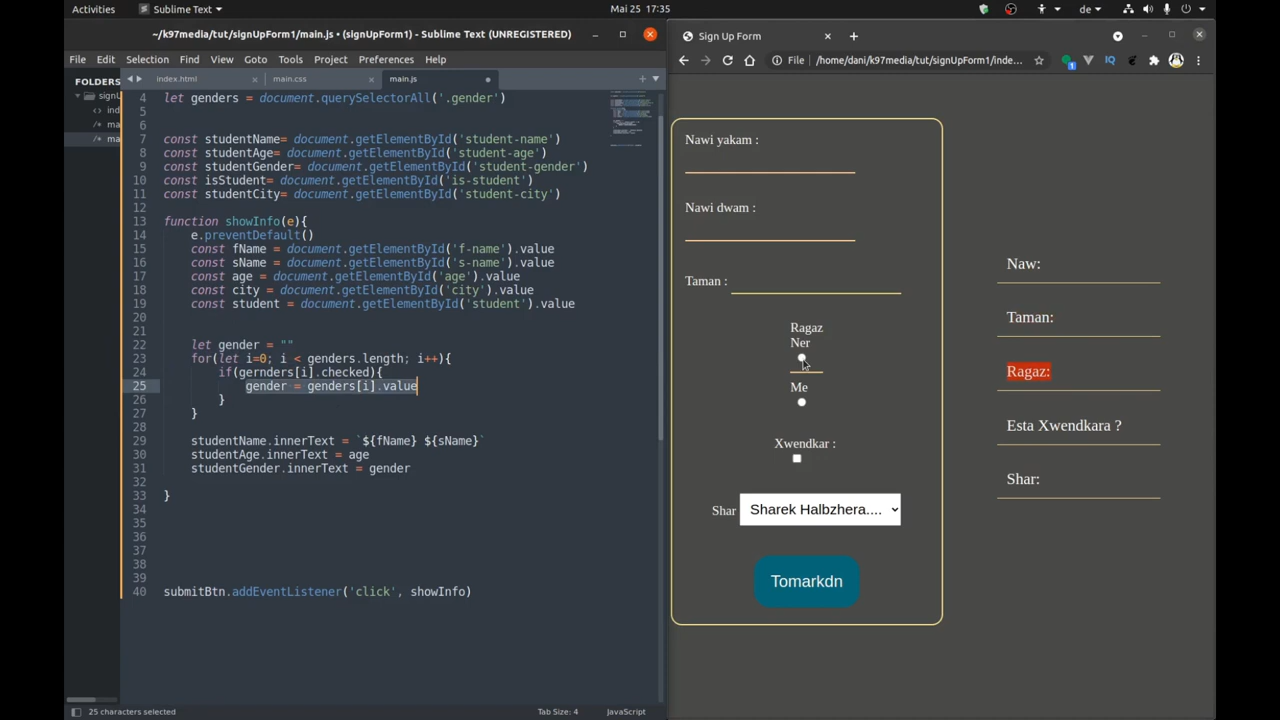 Activities
Sublime Text
Mai 25 17:35
de
~/k97media/tut/signUpForm1/main.js • (signUpForm1) - Sublime Text (UNREGISTERED)
File Edit Selection Find View Goto Tools Project Preferences Help
FOLDERS
signU
ind
ma
ma
index.html
main.css
main.js
4 let genders = document.querySelectorAll('.gender')
5
6
7 const studentName= document.getElementById('student-name')
8 const studentAge= document.getElementById('student-age')
9 const studentGender= document.getElementById('student-gender')
10 const isStudent= document.getElementById('is-student')
11 const studentCity= document.getElementById('student-city')
12
13 function showInfo(e){
14 e.preventDefault()
15 const fName = document.getElementById('f-name').value
16 const sName = document.getElementById('s-name').value
17 const age = document.getElementById('age').value
18 const city = document.getElementById('city').value
19 const student = document.getElementById('student').value
20
21
22 let gender = ""
23 for(let i=0; i < genders.length; i++){
24 if(gernders[i].checked){
25 gender = genders[i].value
26 }
27 }
28
29 studentName.innerText = `${fName} ${sName}`
30 studentAge.innerText = age
31 studentGender.innerText = gender
32
33 }
34
35
36
37
38
39
40 submitBtn.addEventListener('click', showInfo)
25 characters selected
Tab Size: 4
JavaScript
Sign Up Form
File /home/dani/k97media/tut/signUpForm1/inde...
1
Nawi yakam :
Nawi dwam :
Taman :
Ragaz
Ner
Me
Xwendkar :
Shar Sharek Halbzhera....
Tomarkdn
Naw:
Taman:
Ragaz:
Esta Xwendkara ?
Shar: